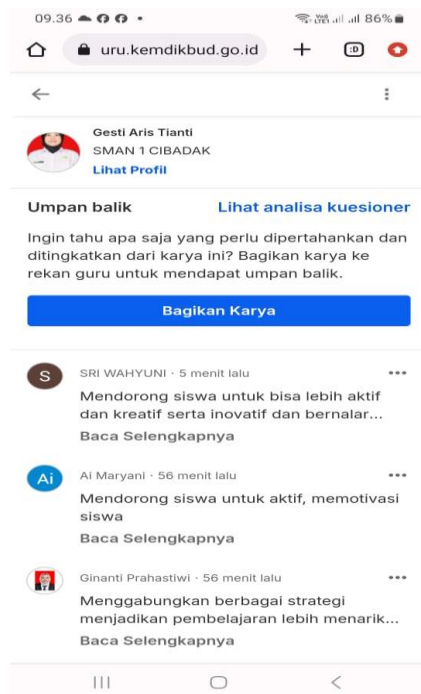 09.36 86%
uru.kemdikbud.go.id :D
Gesti Aris Tianti
SMAN 1 CIBADAK
Lihat Profil
Umpan balik Lihat analisa kuesioner
Ingin tahu apa saja yang perlu dipertahankan dan
ditingkatkan dari karya ini? Bagikan karya ke
rekan guru untuk mendapat umpan balik.
Bagikan Karya
S SRI WAHYUNI · 5 menit lalu
Mendorong siswa untuk bisa lebih aktif
dan kreatif serta inovatif dan bernalar...
Baca Selengkapnya
Ai Ai Maryani · 56 menit lalu
Mendorong siswa untuk aktif, memotivasi
siswa
Baca Selengkapnya
Ginanti Prahastiwi · 56 menit lalu
Menggabungkan berbagai strategi
menjadikan pembelajaran lebih menarik...
Baca Selengkapnya